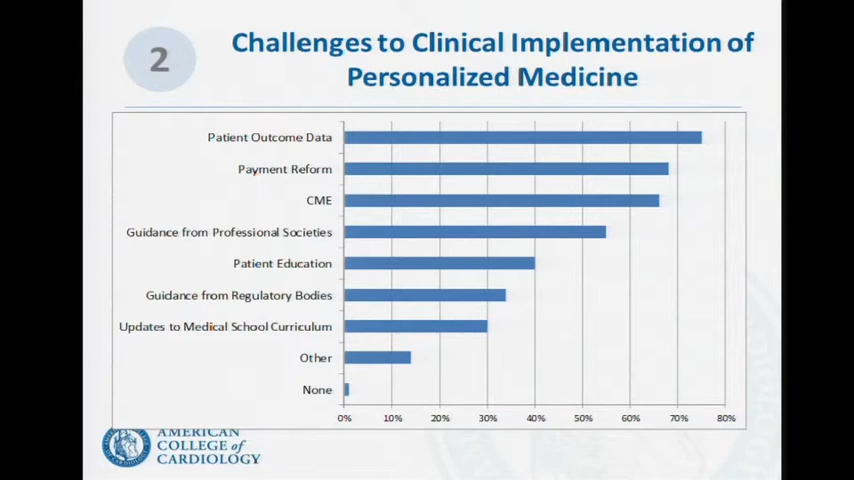 2
Challenges to Clinical Implementation of
Personalized Medicine
Patient Outcome Data
Payment Reform
CME
Guidance from Professional Societies
Patient Education
Guidance from Regulatory Bodies
Updates to Medical School Curriculum
Other
None
0% 10% 20% 30% 40% 50% 60% 70% 80%
AMERICAN
COLLEGE of
CARDIOLOGY